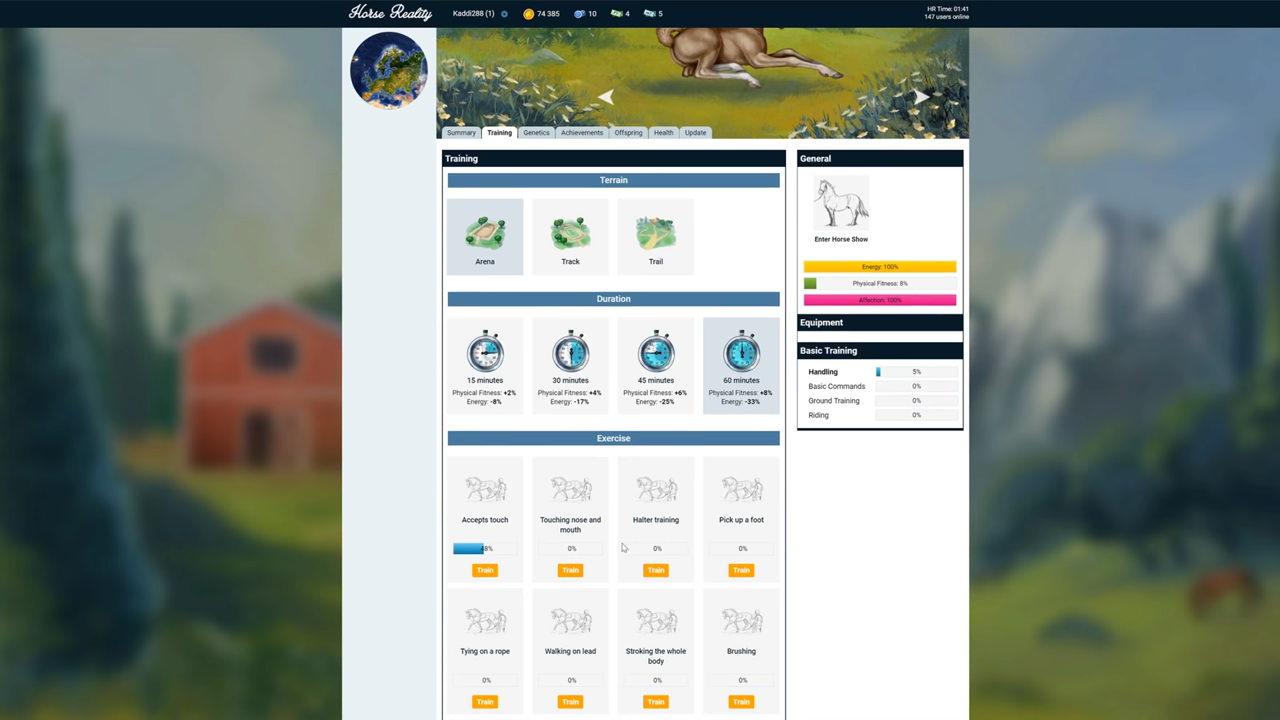 Horse Reality
Kaddi288 (1)
74 385
10
4
5
HR Time: 01:41
147 users online
Summary
Training
Genetics
Achievements
Offspring
Health
Update
Training
Terrain
Arena
Track
Trail
Duration
15 minutes
Physical Fitness: +2%
Energy: -8%
30 minutes
Physical Fitness: +4%
Energy: -17%
45 minutes
Physical Fitness: +6%
Energy: -25%
60 minutes
Physical Fitness: +8%
Energy: -33%
Exercise
Accepts touch
48%
Train
Touching nose and
mouth
0%
Train
Halter training
0%
Train
Pick up a foot
0%
Train
Tying on a rope
0%
Train
Walking on lead
0%
Train
Stroking the whole
body
0%
Train
Brushing
0%
Train
General
Enter Horse Show
Energy: 100%
Physical Fitness: 8%
Affection: 100%
Equipment
Basic Training
Handling
5%
Basic Commands
0%
Ground Training
0%
Riding
0%